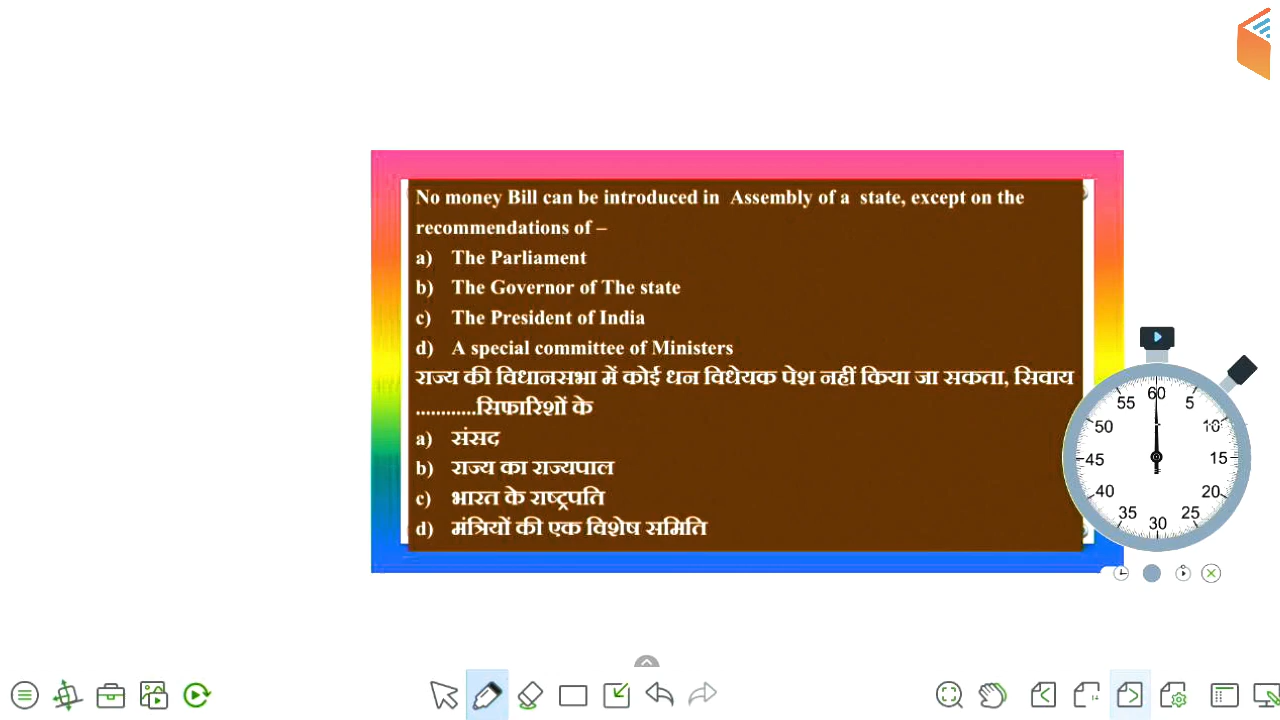 No money Bill can be introduced in Assembly of a state, except on the
recommendations of –
a) The Parliament
b) The Governor of The state
c) The President of India
d) A special committee of Ministers
राज्य की विधानसभा में कोई धन विधेयक पेश नहीं किया जा सकता, सिवाय
............सिफारिशों के
a) संसद
b) राज्य का राज्यपाल
c) भारत के राष्ट्रपति
d) मंत्रियों की एक विशेष समिति
60
55 5
50 10
45 15
40 20
35 25
30
14